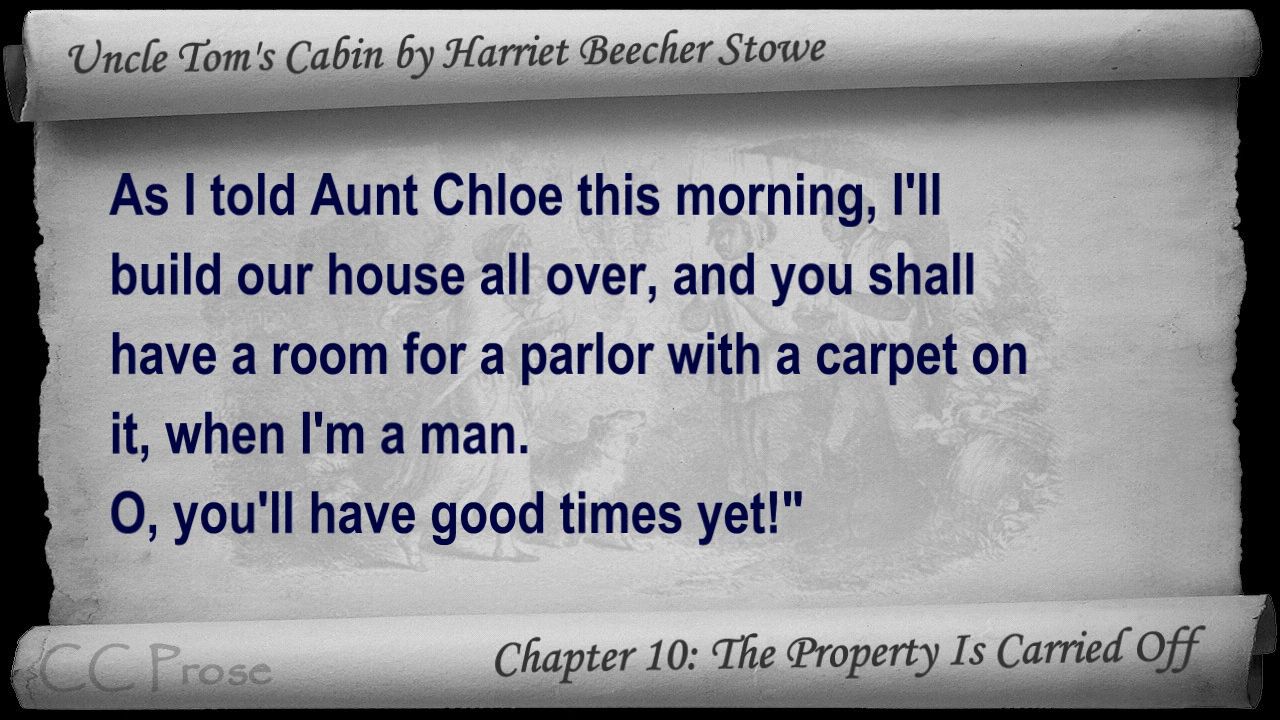 Uncle Tom's Cabin by Harriet Beecher Stowe
As I told Aunt Chloe this morning, I'll
build our house all over, and you shall
have a room for a parlor with a carpet on
it, when I'm a man.
O, you'll have good times yet!"
CC Prose
Chapter 10: The Property Is Carried Off